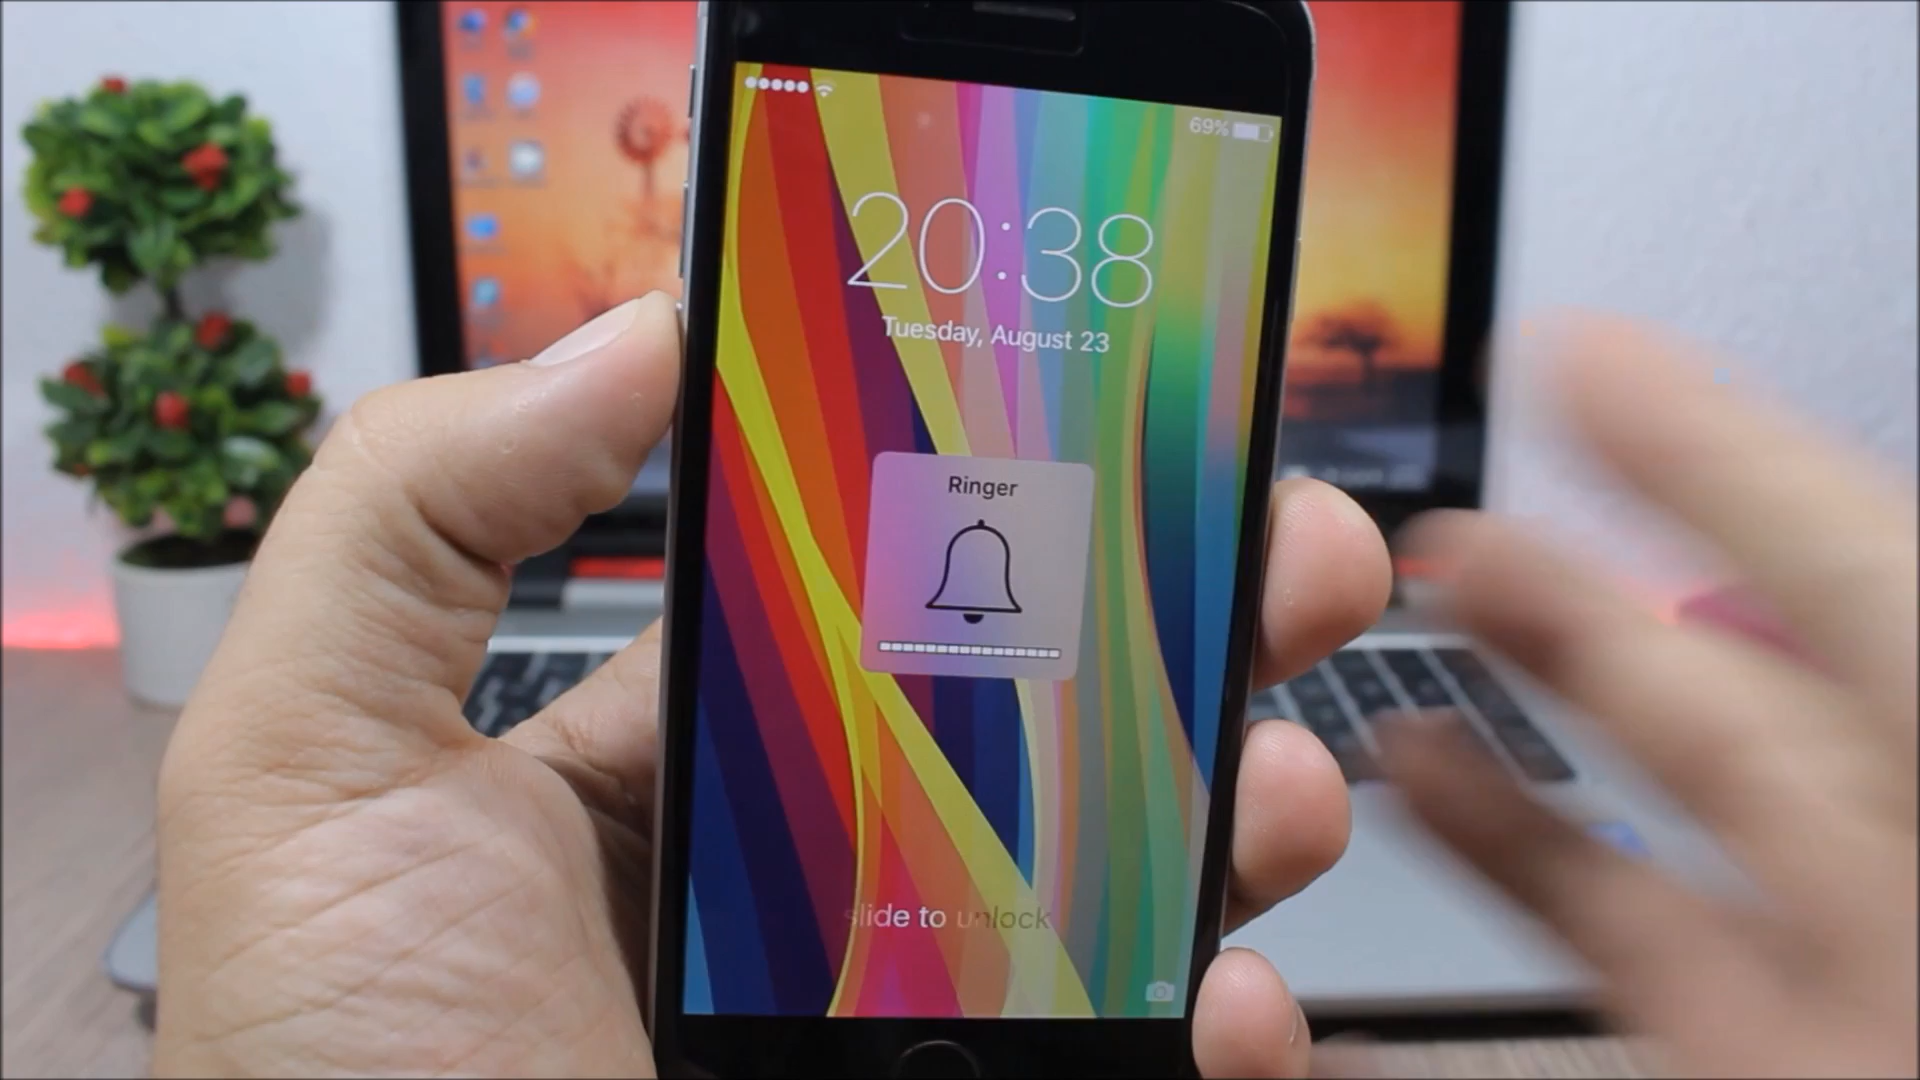 69%
20:38
Tuesday, August 23
Ringer
slide to unlock